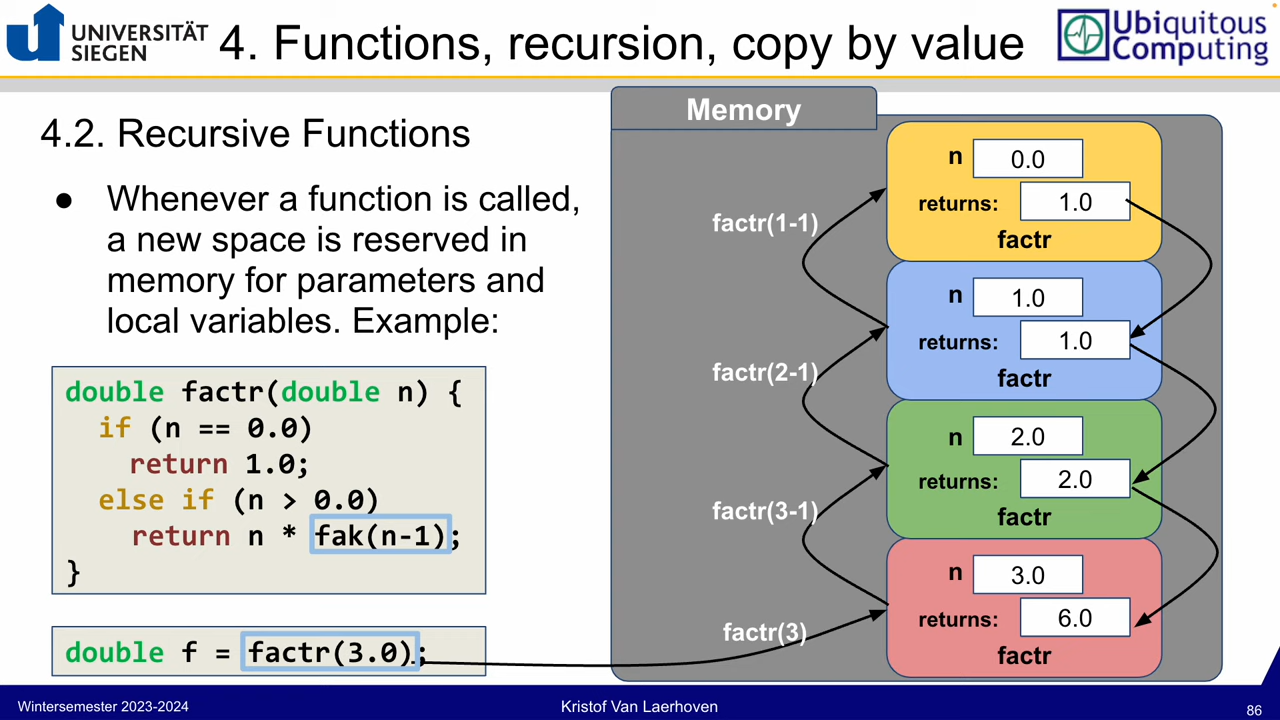 UNIVERSITÄT
SIEGEN
4. Functions, recursion, copy by value
Ubiquitous
Computing
4.2. Recursive Functions
● Whenever a function is called,
a new space is reserved in
memory for parameters and
local variables. Example:
double factr(double n) {
if (n == 0.0)
return 1.0;
else if (n > 0.0)
return n * fak(n-1);
}
double f = factr(3.0);
Memory
n 0.0
returns: 1.0
factr
factr(1-1)
n 1.0
returns: 1.0
factr
factr(2-1)
n 2.0
returns: 2.0
factr
factr(3-1)
n 3.0
returns: 6.0
factr
factr(3)
Wintersemester 2023-2024
Kristof Van Laerhoven
86